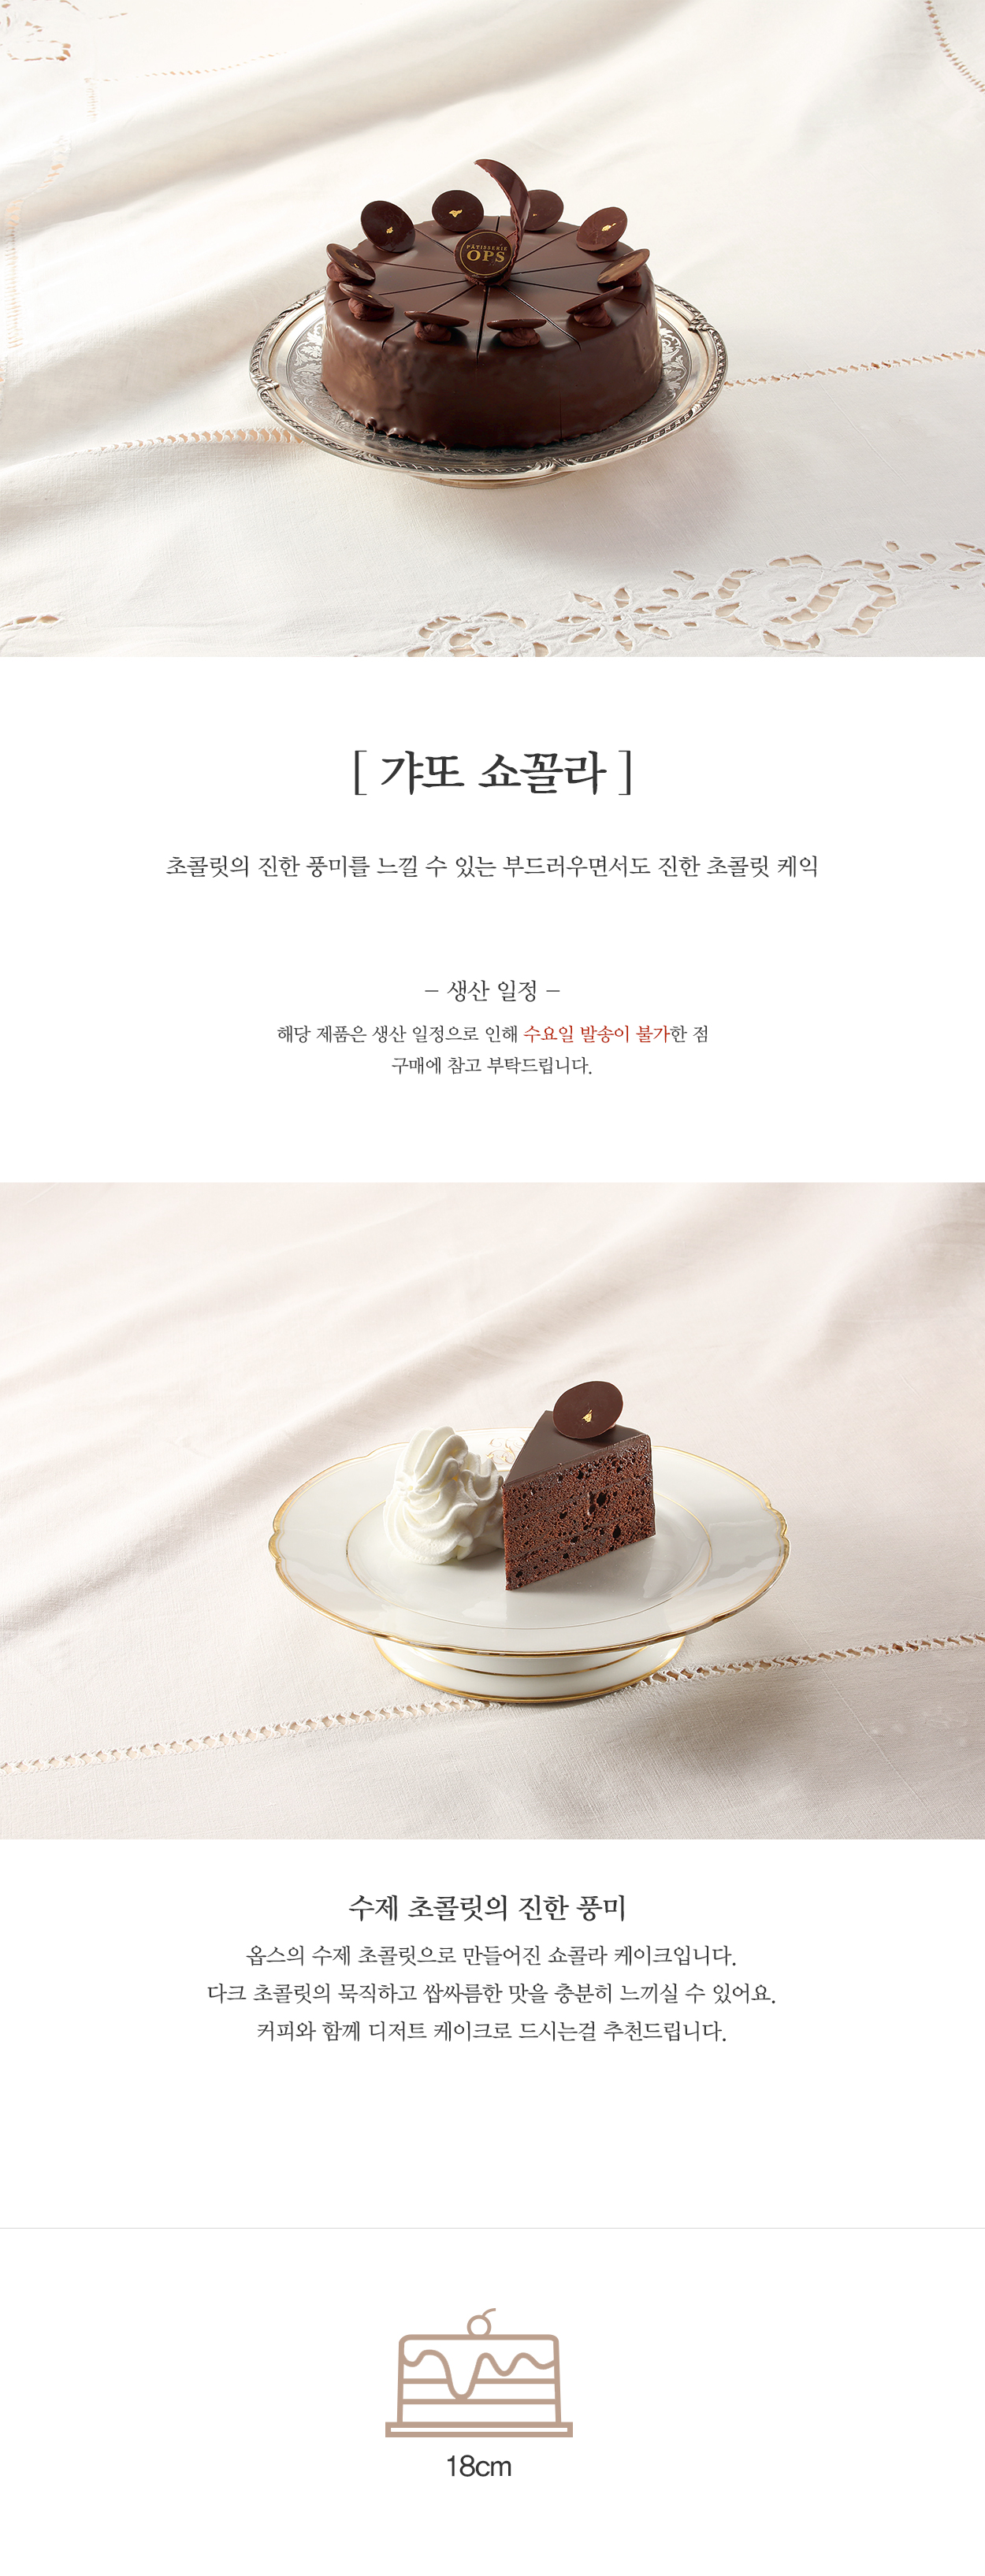 PÂTISSERIE
OPS
[ 갸또 쇼꼴라 ]
초콜릿의 진한 풍미를 느낄 수 있는 부드러우면서도 진한 초콜릿 케익
– 생산 일정 –
해당 제품은 생산 일정으로 인해 수요일 발송이 불가한 점
구매에 참고 부탁드립니다.
수제 초콜릿의 진한 풍미
옵스의 수제 초콜릿으로 만들어진 쇼콜라 케이크입니다.
다크 초콜릿의 묵직하고 쌉싸름한 맛을 충분히 느끼실 수 있어요.
커피와 함께 디저트 케이크로 드시는걸 추천드립니다.
18cm